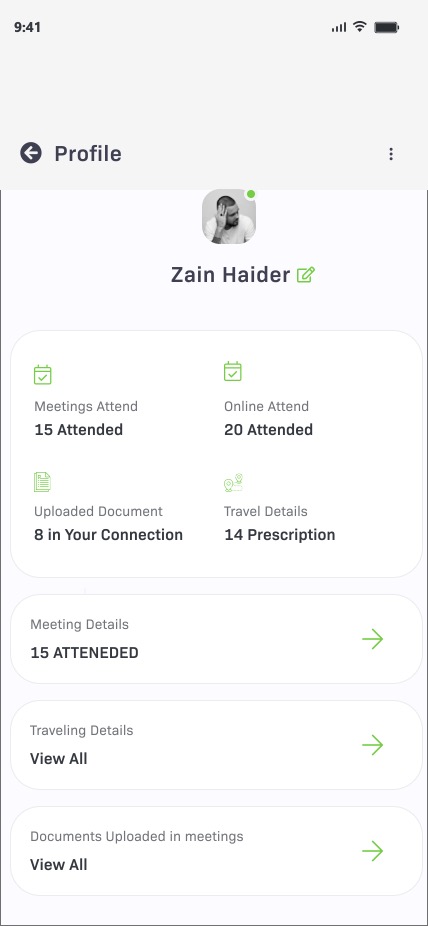 9:41
Profile
Zain Haider
Meetings Attend
15 Attended
Online Attend
20 Attended
Uploaded Document
8 in Your Connection
Travel Details
14 Prescription
Meeting Details
15 ATTENEDED
Traveling Details
View All
Documents Uploaded in meetings
View All